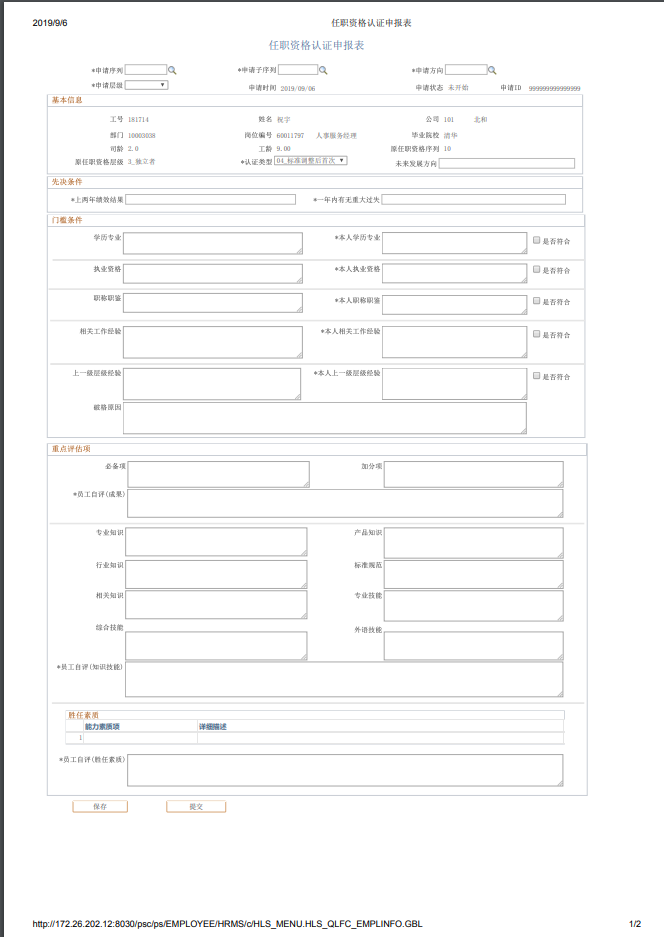 2019/9/6 任职资格认证申报表
任职资格认证申报表
*申请序列 *申请子序列 *申请方向
*申请层级 申请时间 2019/09/06 申请状态 未开始 申请ID 999999999999999
基本信息
工号 181714 姓名 祝宇 公司 101 北和
部门 10003038 岗位编号 60011797 人事服务经理 毕业院校 清华
司龄 2.0 工龄 9.00 原任职资格序列 10
原任职资格层级 3_独立者 *认证类型 04_标准调整后首次 未来发展方向
先决条件
*上两年绩效结果 *一年内有无重大过失
门槛条件
学历专业 *本人学历专业 是否符合
执业资格 *本人执业资格 是否符合
职称职鉴 *本人职称职鉴 是否符合
相关工作经验 *本人相关工作经验 是否符合
上一级层级经验 *本人上一级层级经验 是否符合
破格原因
重点评估项
必备项 加分项
*员工自评(成果)
专业知识 产品知识
行业知识 标准规范
相关知识 专业技能
综合技能 外语技能
*员工自评(知识技能)
胜任素质
能力素质项 详细描述
1
*员工自评(胜任素质)
保存 提交
http://172.26.202.12:8030/psc/ps/EMPLOYEE/HRMS/c/HLS_MENU.HLS_QLFC_EMPLINFO.GBL 1/2